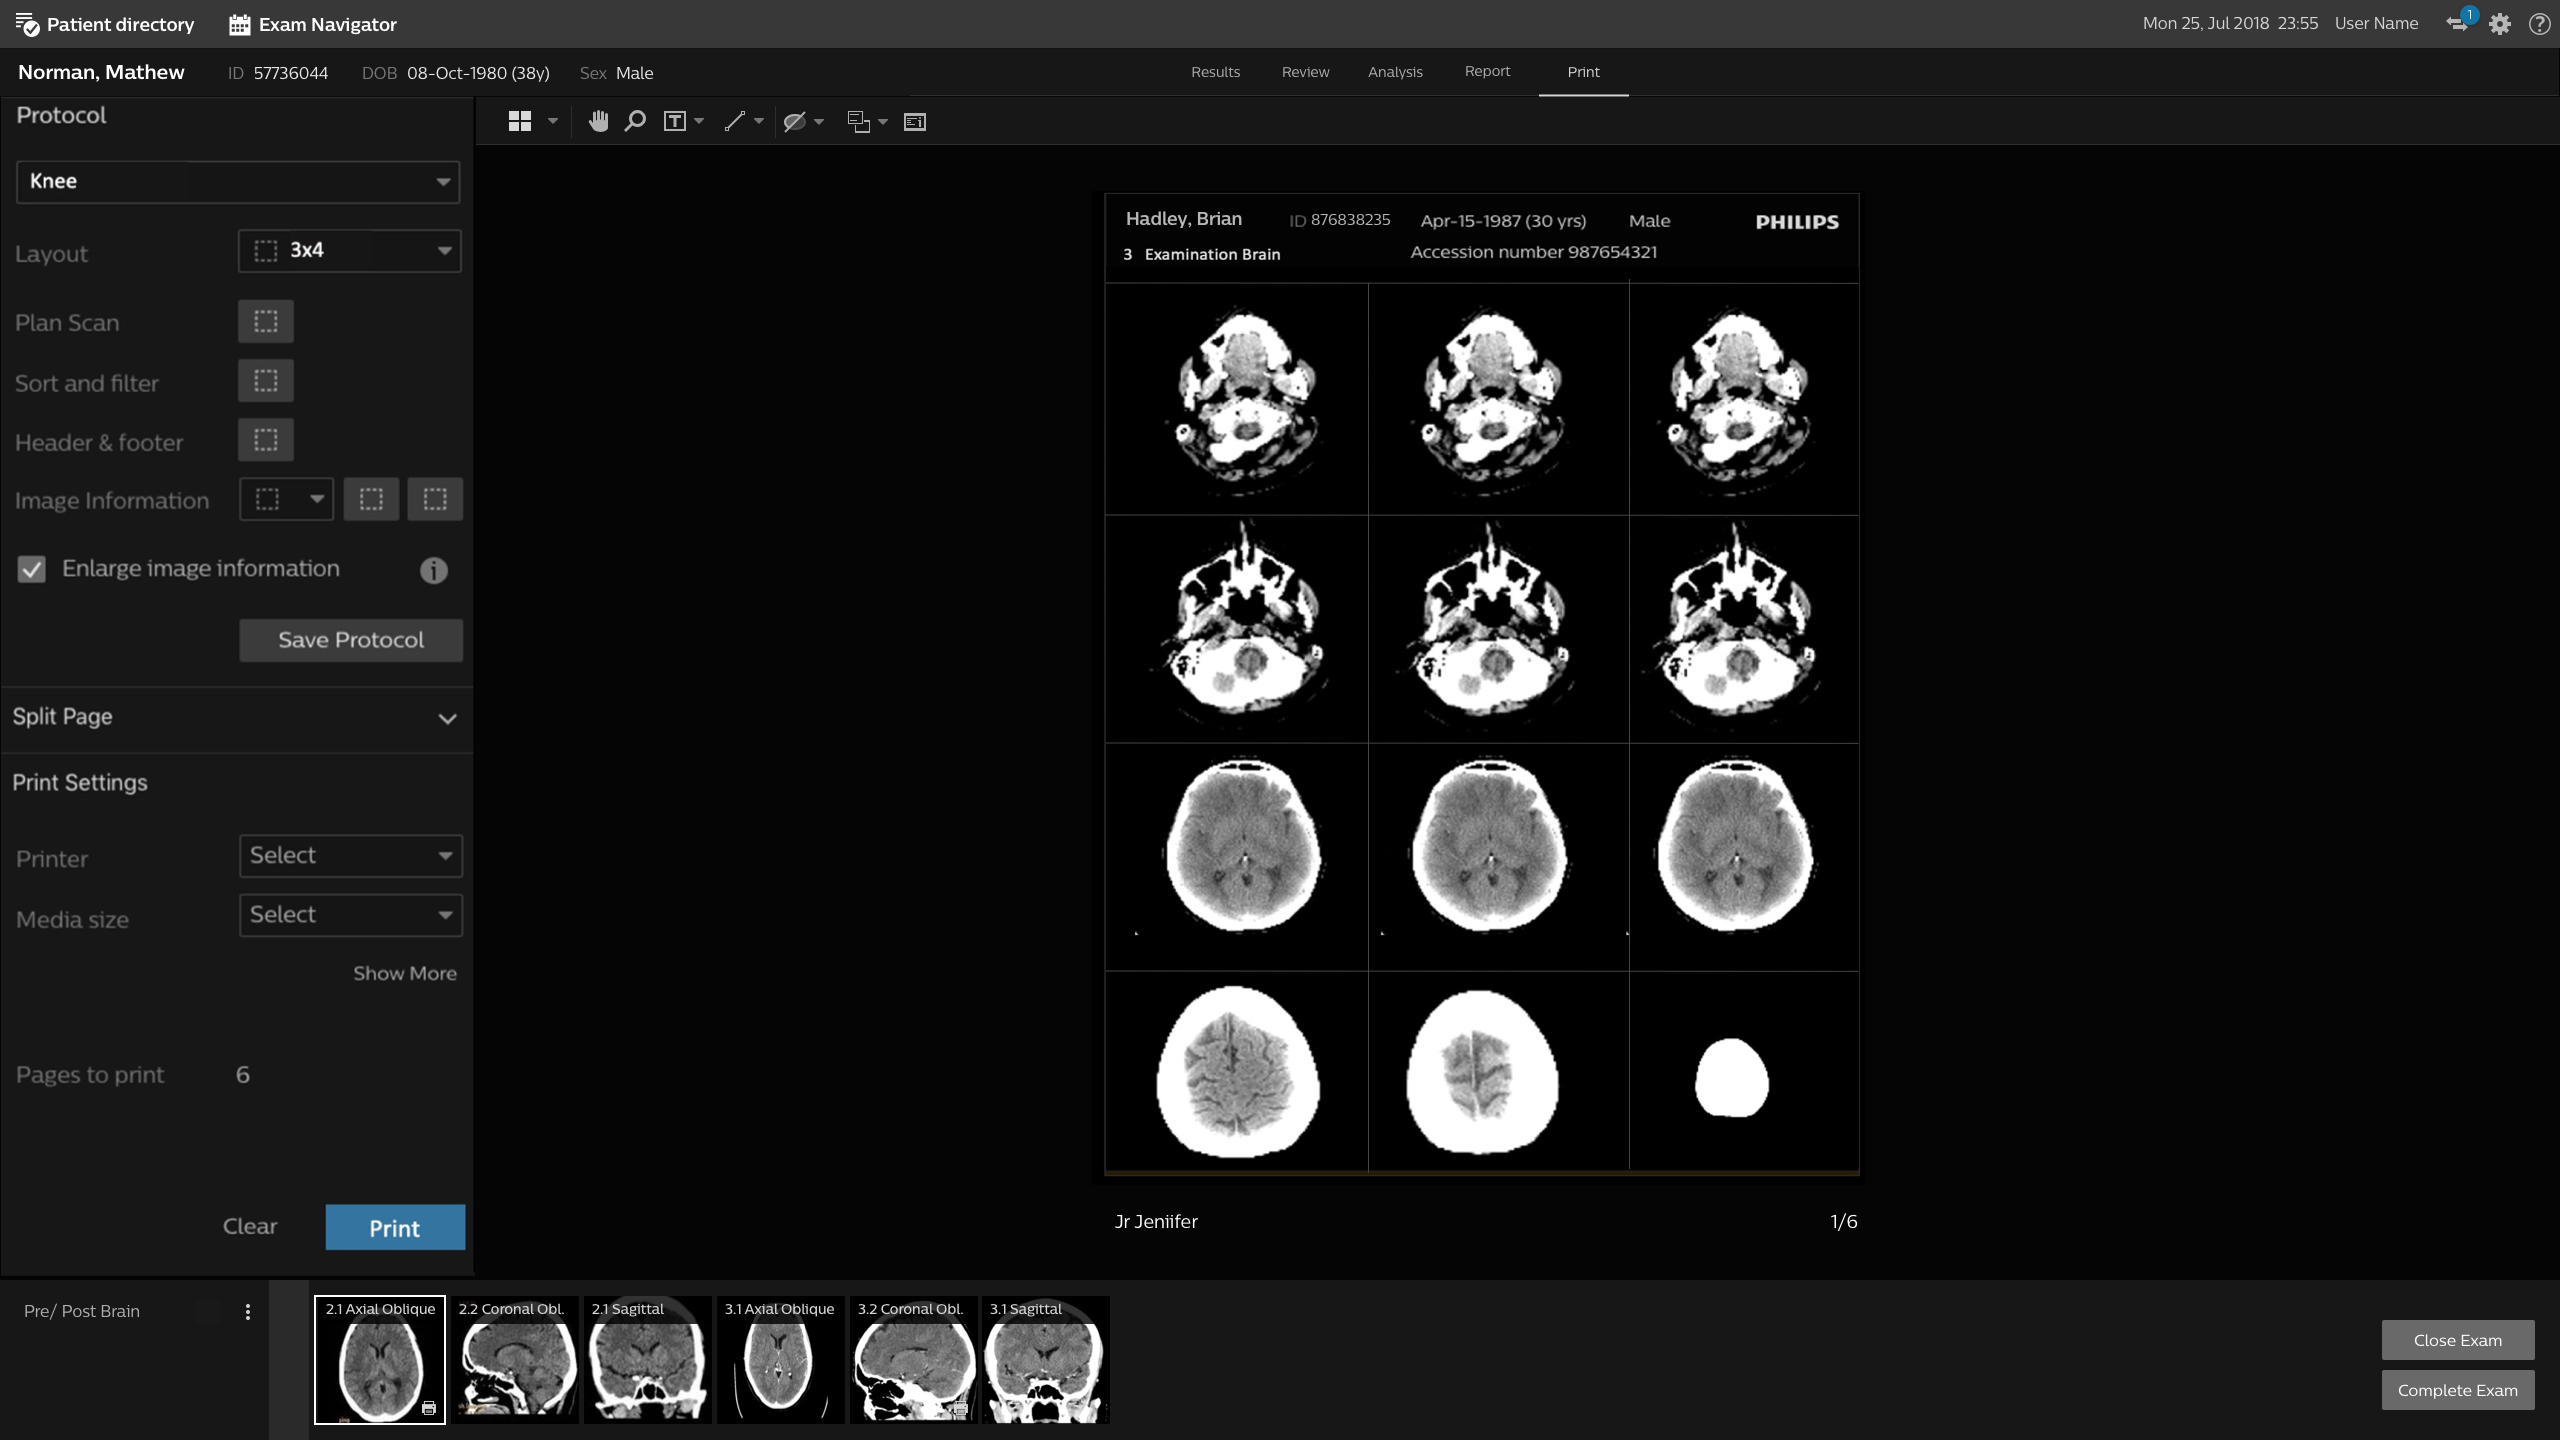 Patient directory
Exam Navigator
Mon 25, Jul 2018 23:55 User Name
1
Norman, Mathew ID 57736044 DOB 08-Oct-1980 (38y) Sex Male
Results Review Analysis Report Print
Protocol
Knee
Layout
3x4
Plan Scan
Sort and filter
Header & footer
Image Information
Enlarge image information
Save Protocol
Split Page
Print Settings
Printer Select
Media size Select
Show More
Pages to print 6
Clear Print
Hadley, Brian ID 876838235 Apr-15-1987 (30 yrs) Male PHILIPS
3 Examination Brain Accession number 987654321
Jr Jeniifer 1/6
Pre/ Post Brain
2.1 Axial Oblique
2.2 Coronal Obl.
2.1 Sagittal
3.1 Axial Oblique
3.2 Coronal Obl.
3.1 Sagittal
Close Exam
Complete Exam